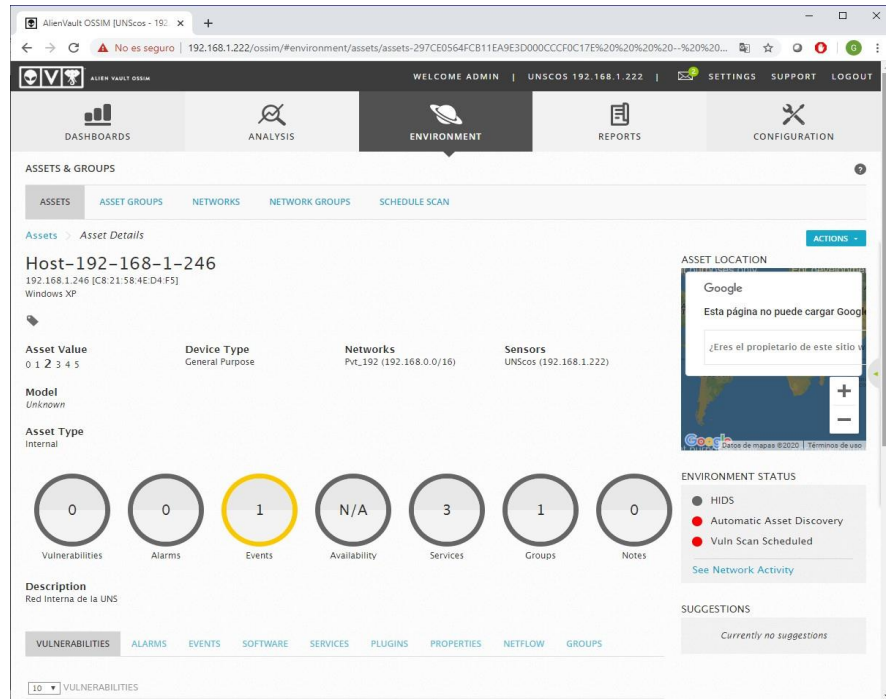 AlienVault OSSIM [UNScos - 192
No es seguro | 192.168.1.222/ossim/#environment/assets/assets-297CE0564FCB11EA9E3D000CCCF0C17E%20%20%20%20--%20%20...
G
ALIEN VAULT OSSIM
WELCOME ADMIN | UNSCOS 192.168.1.222 | 2 SETTINGS SUPPORT LOGOUT
DASHBOARDS ANALYSIS ENVIRONMENT REPORTS CONFIGURATION
ASSETS & GROUPS
ASSETS ASSET GROUPS NETWORKS NETWORK GROUPS SCHEDULE SCAN
Assets Asset Details
ACTIONS
Host-192-168-1-246
192.168.1.246 [C8:21:58:4E:D4:F5]
Windows XP
Asset Value Device Type Networks Sensors
0 1 2 3 4 5 General Purpose Pvt_192 (192.168.0.0/16) UNScos (192.168.1.222)
Model
Unknown
Asset Type
Internal
0 0 1 N/A 3 1 0
Vulnerabilities Alarms Events Availability Services Groups Notes
Description
Red Interna de la UNS
VULNERABILITIES ALARMS EVENTS SOFTWARE SERVICES PLUGINS PROPERTIES NETFLOW GROUPS
10 VULNERABILITIES
ASSET LOCATION
Google
Esta página no puede cargar Googl
¿Eres el propietario de este sitio w
+
−
Google Datos de mapas ©2020 Términos de uso
ENVIRONMENT STATUS
HIDS
Automatic Asset Discovery
Vuln Scan Scheduled
See Network Activity
SUGGESTIONS
Currently no suggestions